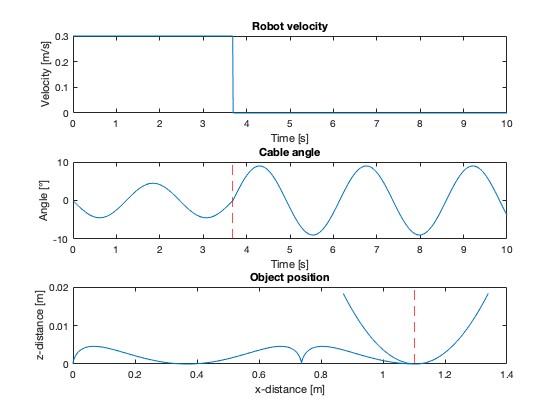 Robot velocity
0.3
0.2
0.1
0
Velocity [m/s]
0 1 2 3 4 5 6 7 8 9 10
Time [s]
Cable angle
10
0
-10
Angle [°]
0 1 2 3 4 5 6 7 8 9 10
Time [s]
Object position
0.02
0.01
0
z-distance [m]
0 0.2 0.4 0.6 0.8 1 1.2 1.4
x-distance [m]